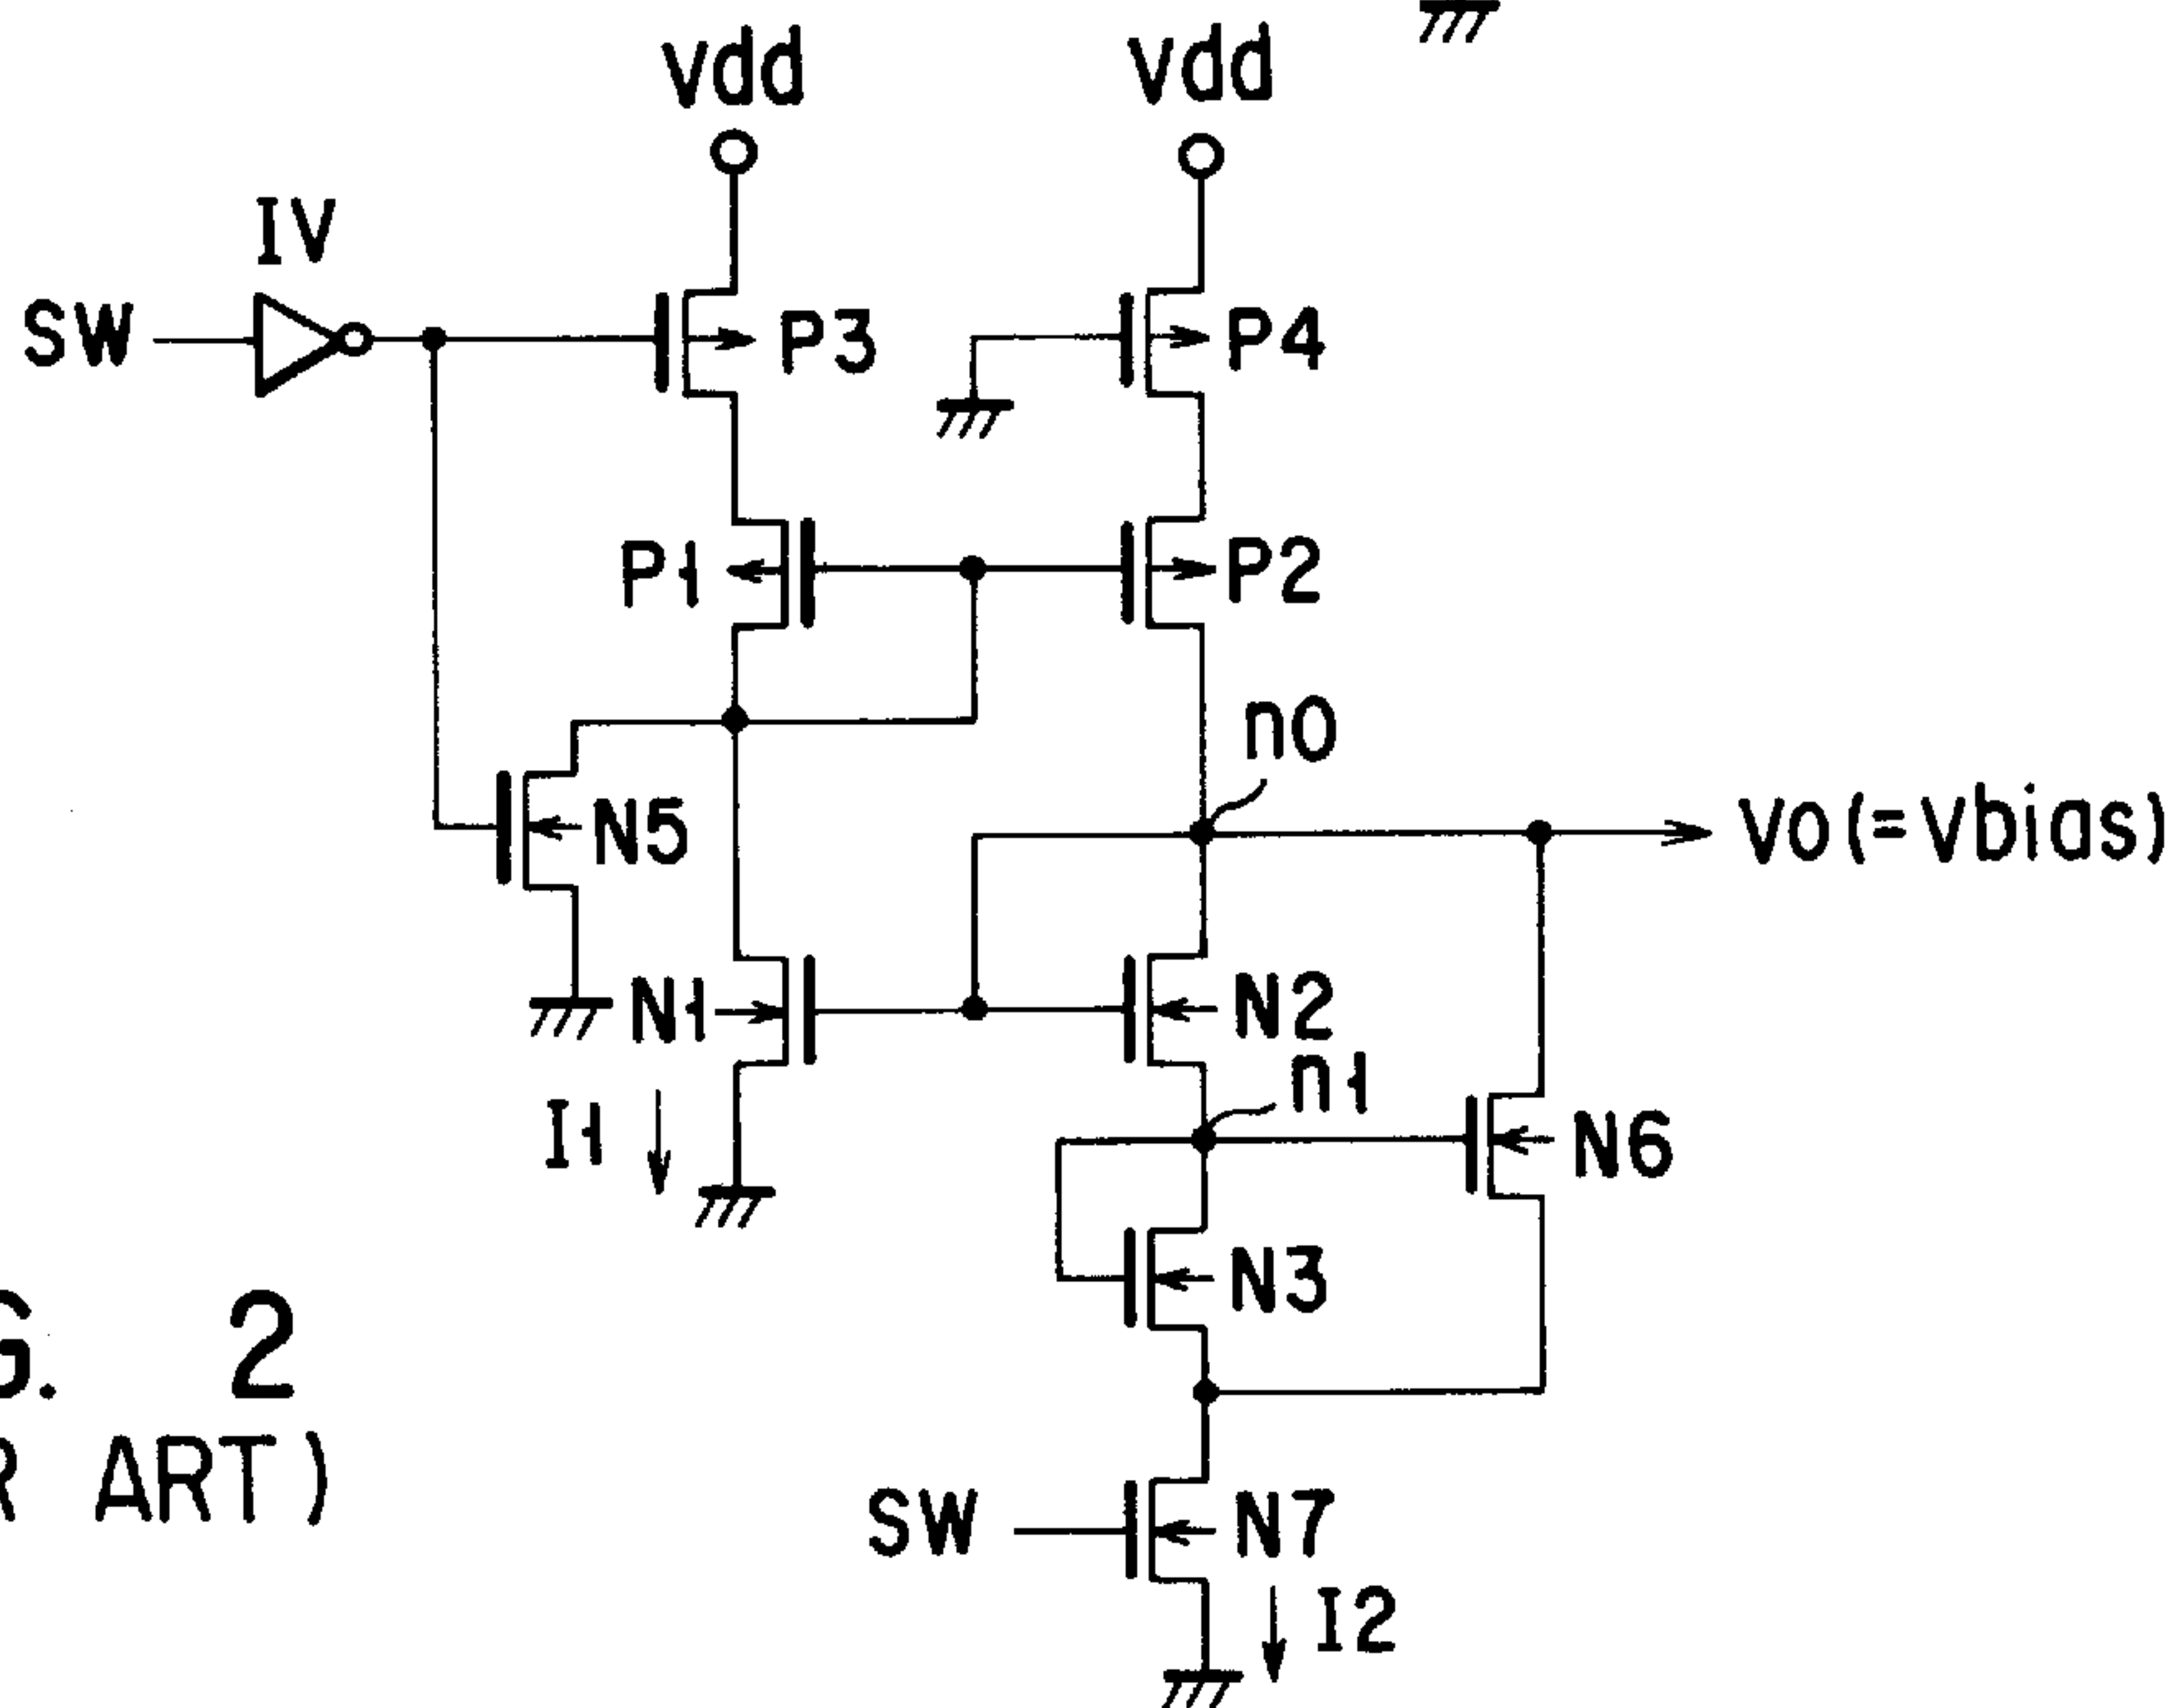 vdd
vdd
IV
SW
P3
P4
P1
P2
n0
N5
vo(=vbias)
N1
N2
n1
I1
N6
N3
G. 2
R ART)
SW
N7
I2